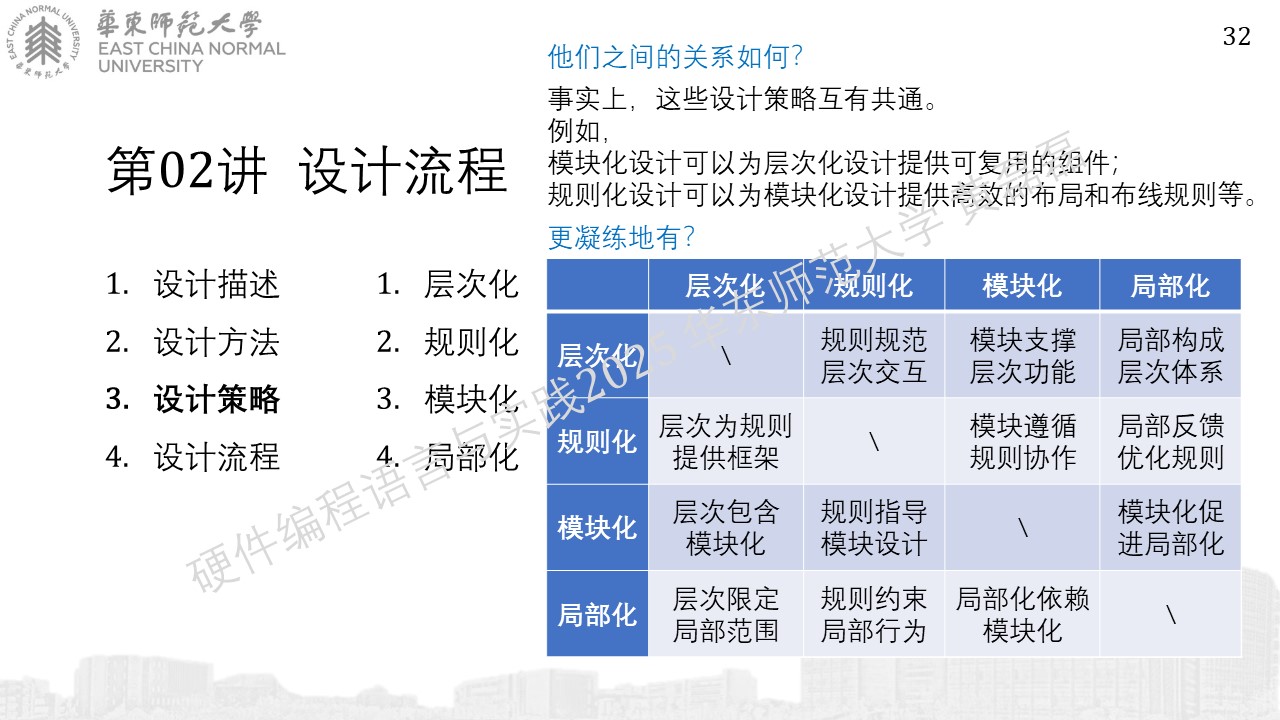 華東師範大學
EAST CHINA NORMAL
UNIVERSITY
EAST CHINA NORMAL UNIVERSITY
華東师范大学
32
第02讲 设计流程
1. 设计描述
2. 设计方法
3. 设计策略
4. 设计流程
1. 层次化
2. 规则化
3. 模块化
4. 局部化
他们之间的关系如何?
事实上，这些设计策略互有共通。
例如，
模块化设计可以为层次化设计提供可复用的组件；
规则化设计可以为模块化设计提供高效的布局和布线规则等。
更凝练地有?
层次化 规则化 模块化 局部化
层次化 \ 规则规范 模块支撑 局部构成
层次交互 层次功能 层次体系
规则化 层次为规则 \ 模块遵循 局部反馈
提供框架 规则协作 优化规则
模块化 层次包含 规则指导 \ 模块化促
模块化 模块设计 进局部化
局部化 层次限定 规则约束 局部化依赖 \
局部范围 局部行为 模块化
硬件编程语言与实践2025 华东师范大学 黄磊磊